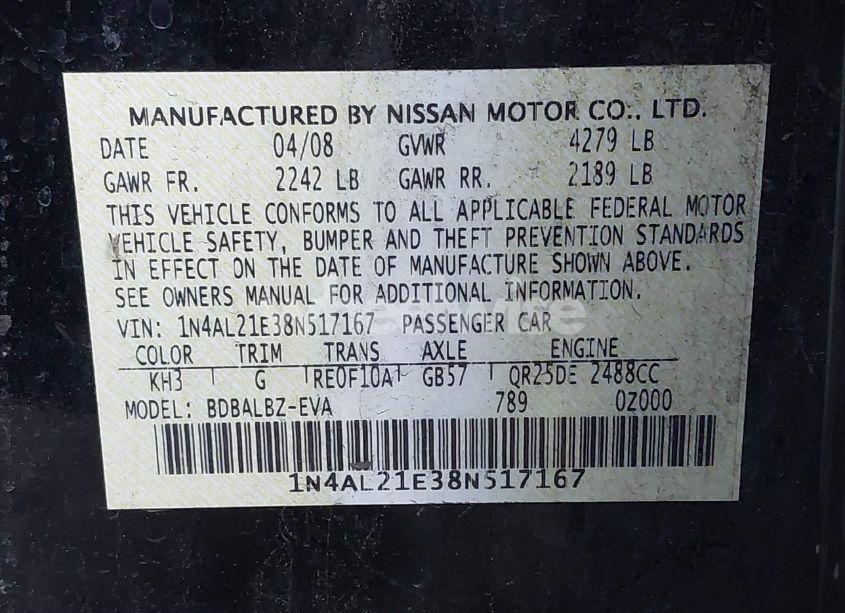 MANUFACTURED BY NISSAN MOTOR CO., LTD.
DATE 04/08 GVWR 4279 LB
GAWR FR. 2242 LB GAWR RR. 2189 LB
THIS VEHICLE CONFORMS TO ALL APPLICABLE FEDERAL MOTOR
VEHICLE SAFETY, BUMPER AND THEFT PREVENTION STANDARDS
IN EFFECT ON THE DATE OF MANUFACTURE SHOWN ABOVE.
SEE OWNERS MANUAL FOR ADDITIONAL INFORMATION.
VIN: 1N4AL21E38N517167 PASSENGER CAR
COLOR TRIM TRANS AXLE ENGINE
KH3 G RE0F10A GB57 QR25DE 2488CC
MODEL: BDBALBZ-EVA 789 0Z000
1N4AL21E38N517167